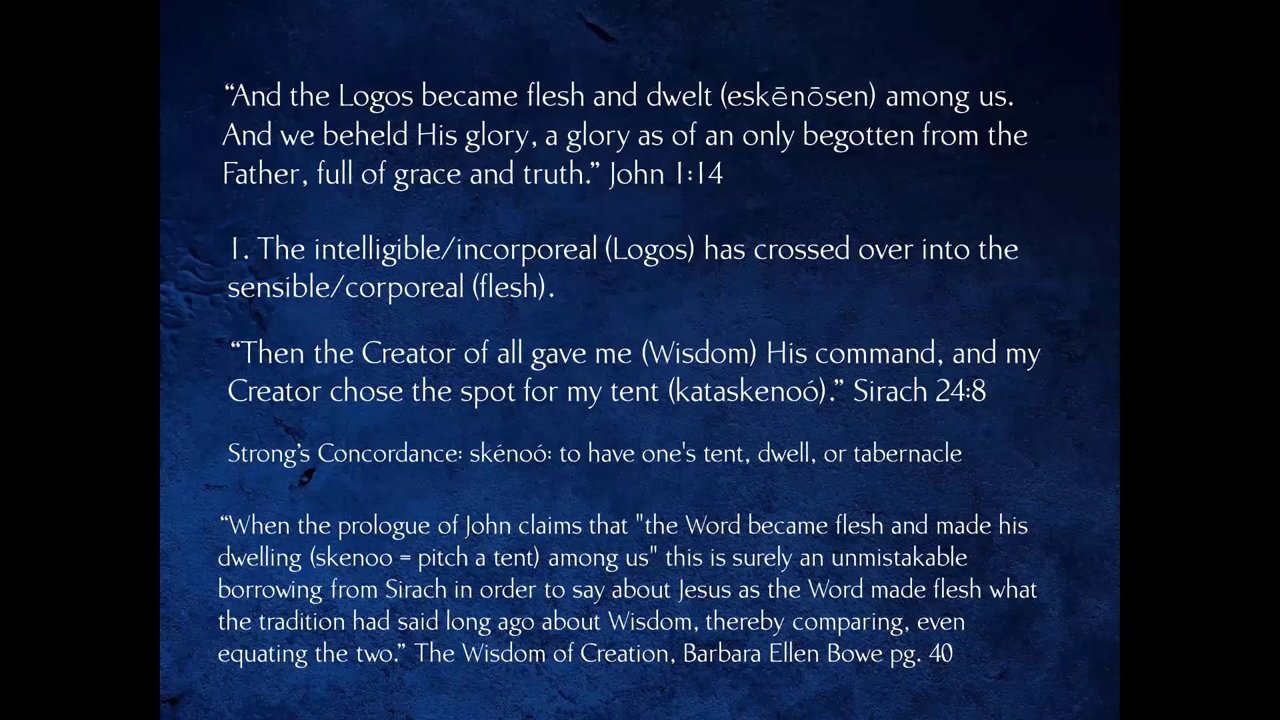 “And the Logos became flesh and dwelt (eskēnōsen) among us.
And we beheld His glory, a glory as of an only begotten from the
Father, full of grace and truth.” John 1:14
1. The intelligible/incorporeal (Logos) has crossed over into the
sensible/corporeal (flesh).
“Then the Creator of all gave me (Wisdom) His command, and my
Creator chose the spot for my tent (kataskenoó).” Sirach 24:8
Strong’s Concordance: skénoó: to have one's tent, dwell, or tabernacle
“When the prologue of John claims that "the Word became flesh and made his
dwelling (skenoo = pitch a tent) among us" this is surely an unmistakable
borrowing from Sirach in order to say about Jesus as the Word made flesh what
the tradition had said long ago about Wisdom, thereby comparing, even
equating the two.” The Wisdom of Creation, Barbara Ellen Bowe pg. 40